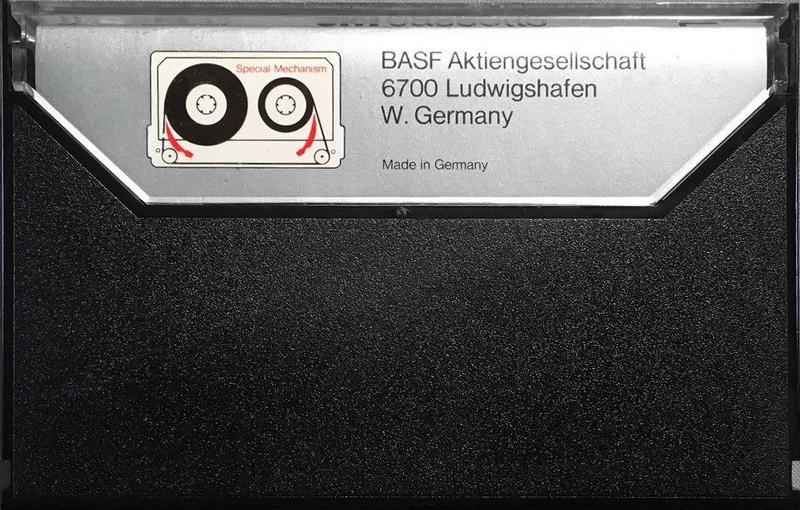 Special Mechanism
BASF Aktiengesellschaft
6700 Ludwigshafen
W. Germany
Made in Germany